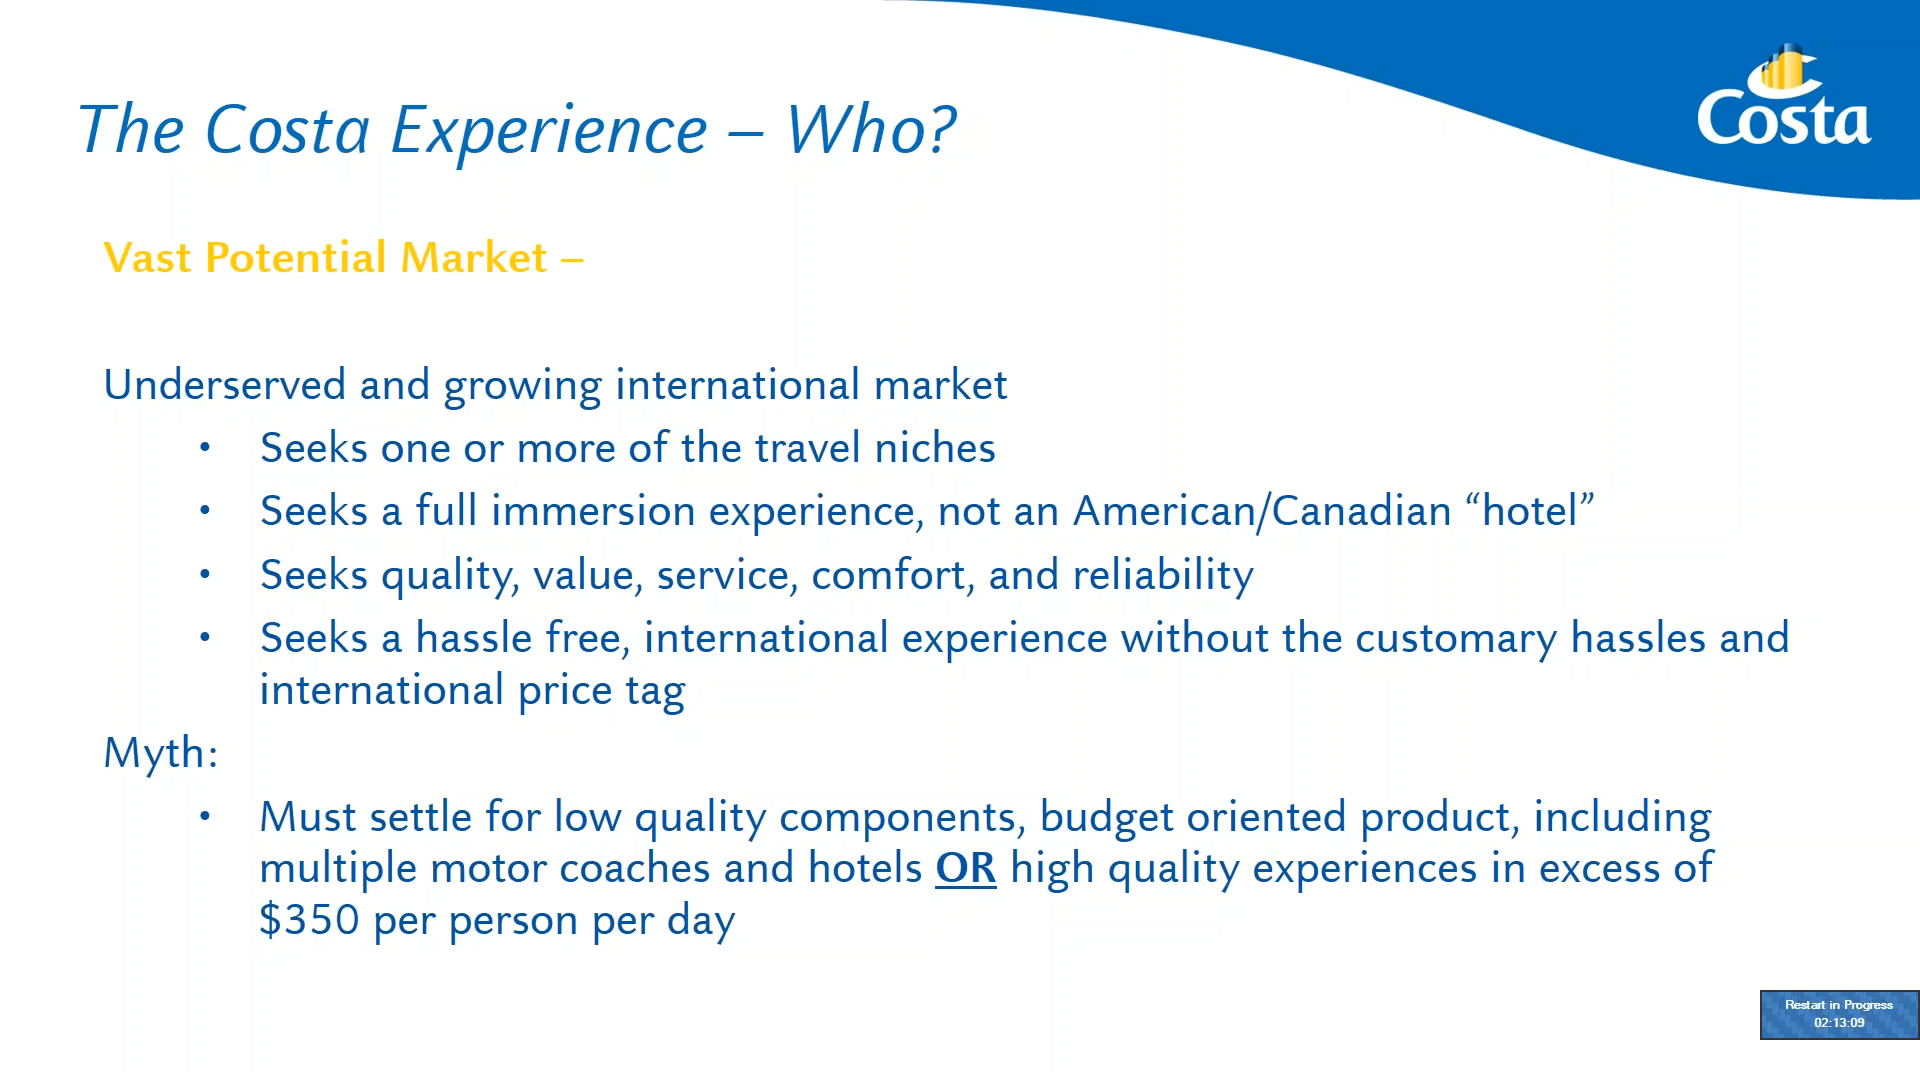 The Costa Experience – Who?
Costa
Vast Potential Market –
Underserved and growing international market
• Seeks one or more of the travel niches
• Seeks a full immersion experience, not an American/Canadian “hotel”
• Seeks quality, value, service, comfort, and reliability
• Seeks a hassle free, international experience without the customary hassles and
international price tag
Myth:
• Must settle for low quality components, budget oriented product, including
multiple motor coaches and hotels OR high quality experiences in excess of
$350 per person per day
Restart in Progress
02:13:09